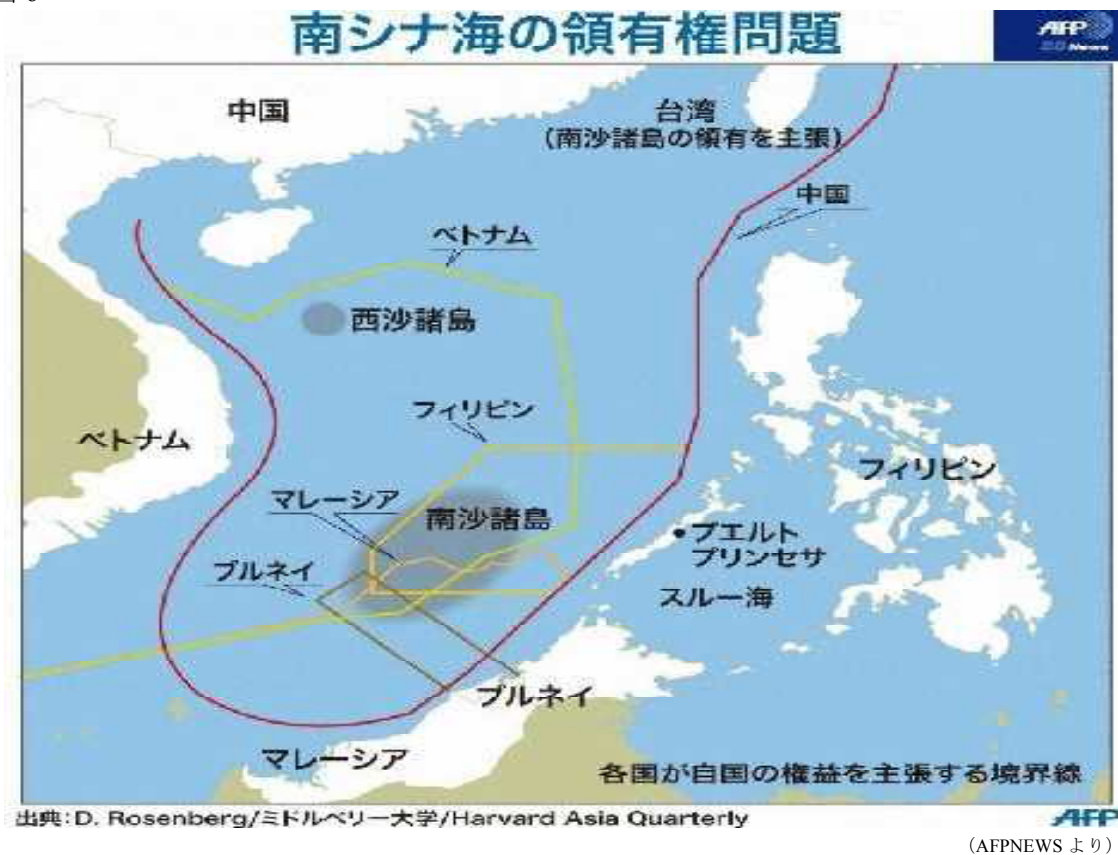 南シナ海の領有権問題
AFP
News
中国
台湾
(南沙諸島の領有を主張)
中国
ベトナム
西沙諸島
フィリピン
ベトナム
フィリピン
マレーシア
南沙諸島
プエルト
プリンセサ
ブルネイ
スルー海
ブルネイ
マレーシア
各国が自国の権益を主張する境界線
出典:D. Rosenberg/ミドルベリー大学/Harvard Asia Quarterly
AFP
(AFPNEWS より)